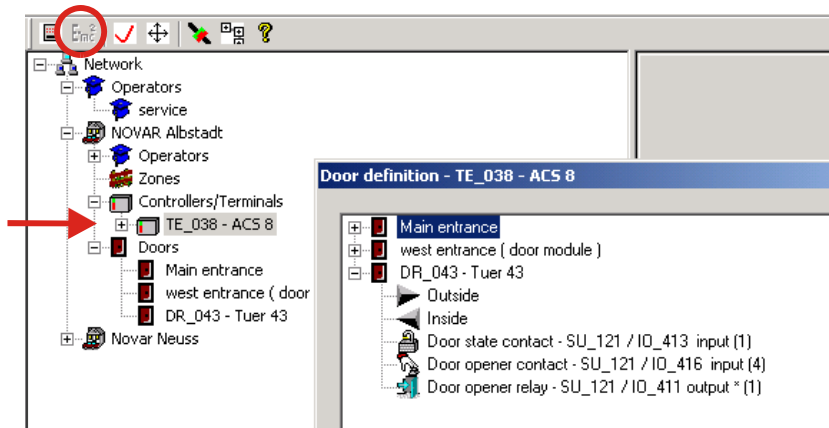 Emc²
Network
Operators
service
NOVAR Albstadt
Operators
Zones
Controllers/Terminals
TE_038 - ACS 8
Doors
Main entrance
west entrance ( door
DR_043 - Tuer 43
Novar Neuss
Door definition - TE_038 - ACS 8
Main entrance
west entrance ( door module )
DR_043 - Tuer 43
Outside
Inside
Door state contact - SU_121 / IO_413 input (1)
Door opener contact - SU_121 / IO_416 input (4)
Door opener relay - SU_121 / IO_411 output * (1)